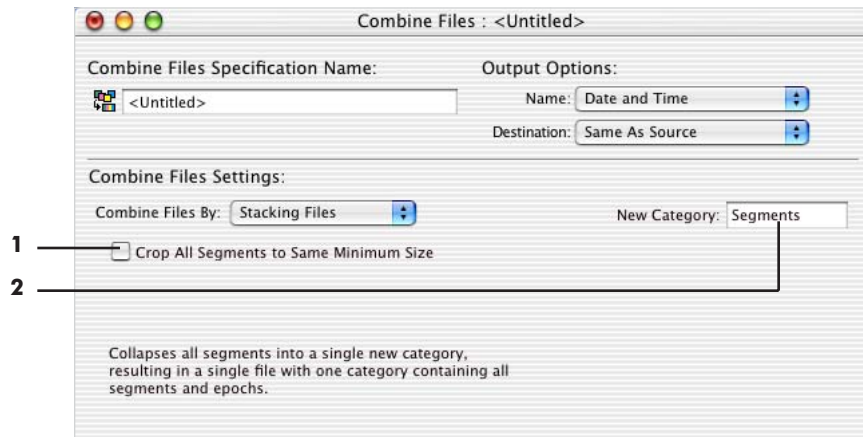 Combine Files : <Untitled>
Combine Files Specification Name:
<Untitled>
Output Options:
Name: Date and Time
Destination: Same As Source
Combine Files Settings:
Combine Files By: Stacking Files
New Category: Segments
1
Crop All Segments to Same Minimum Size
2
Collapses all segments into a single new category,
resulting in a single file with one category containing all
segments and epochs.